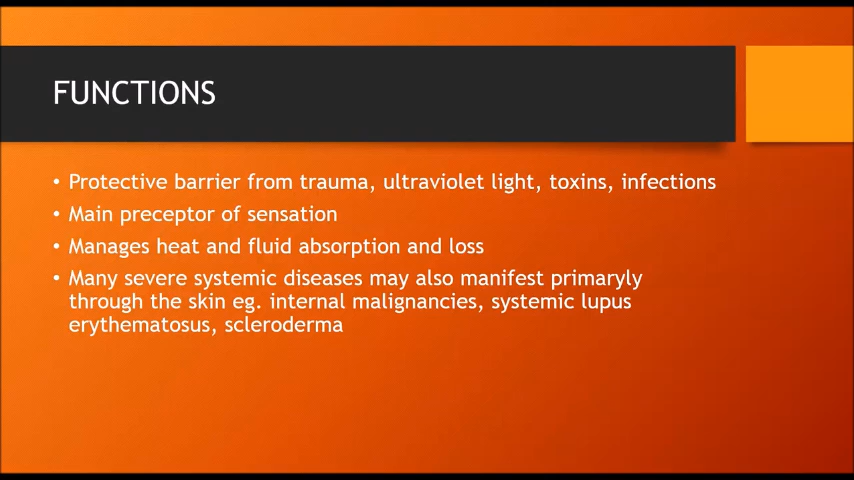 FUNCTIONS
• Protective barrier from trauma, ultraviolet light, toxins, infections
• Main preceptor of sensation
• Manages heat and fluid absorption and loss
• Many severe systemic diseases may also manifest primaryly
through the skin eg. internal malignancies, systemic lupus
erythematosus, scleroderma